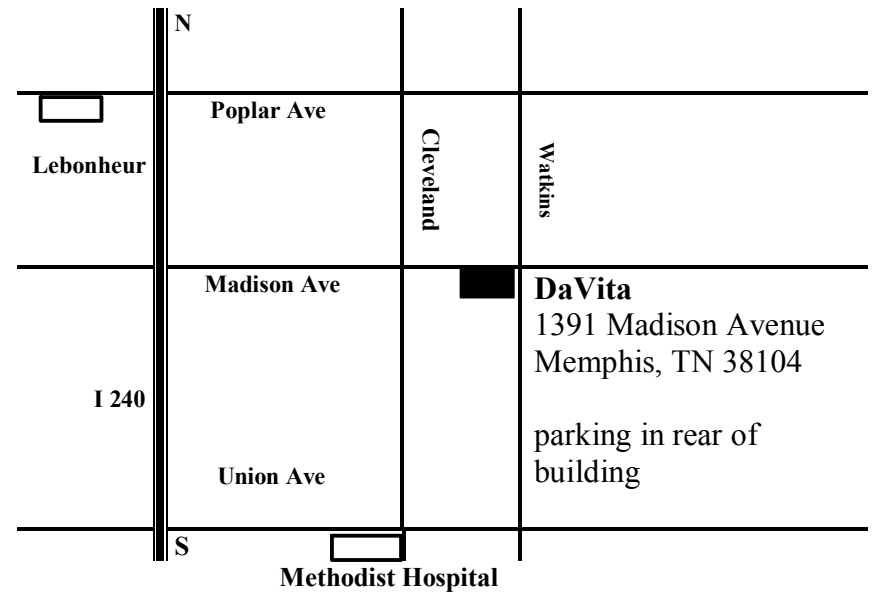 N
Poplar Ave
Cleveland
Watkins
Lebonheur
Madison Ave
DaVita
1391 Madison Avenue
Memphis, TN 38104
I 240
parking in rear of
building
Union Ave
S
Methodist Hospital